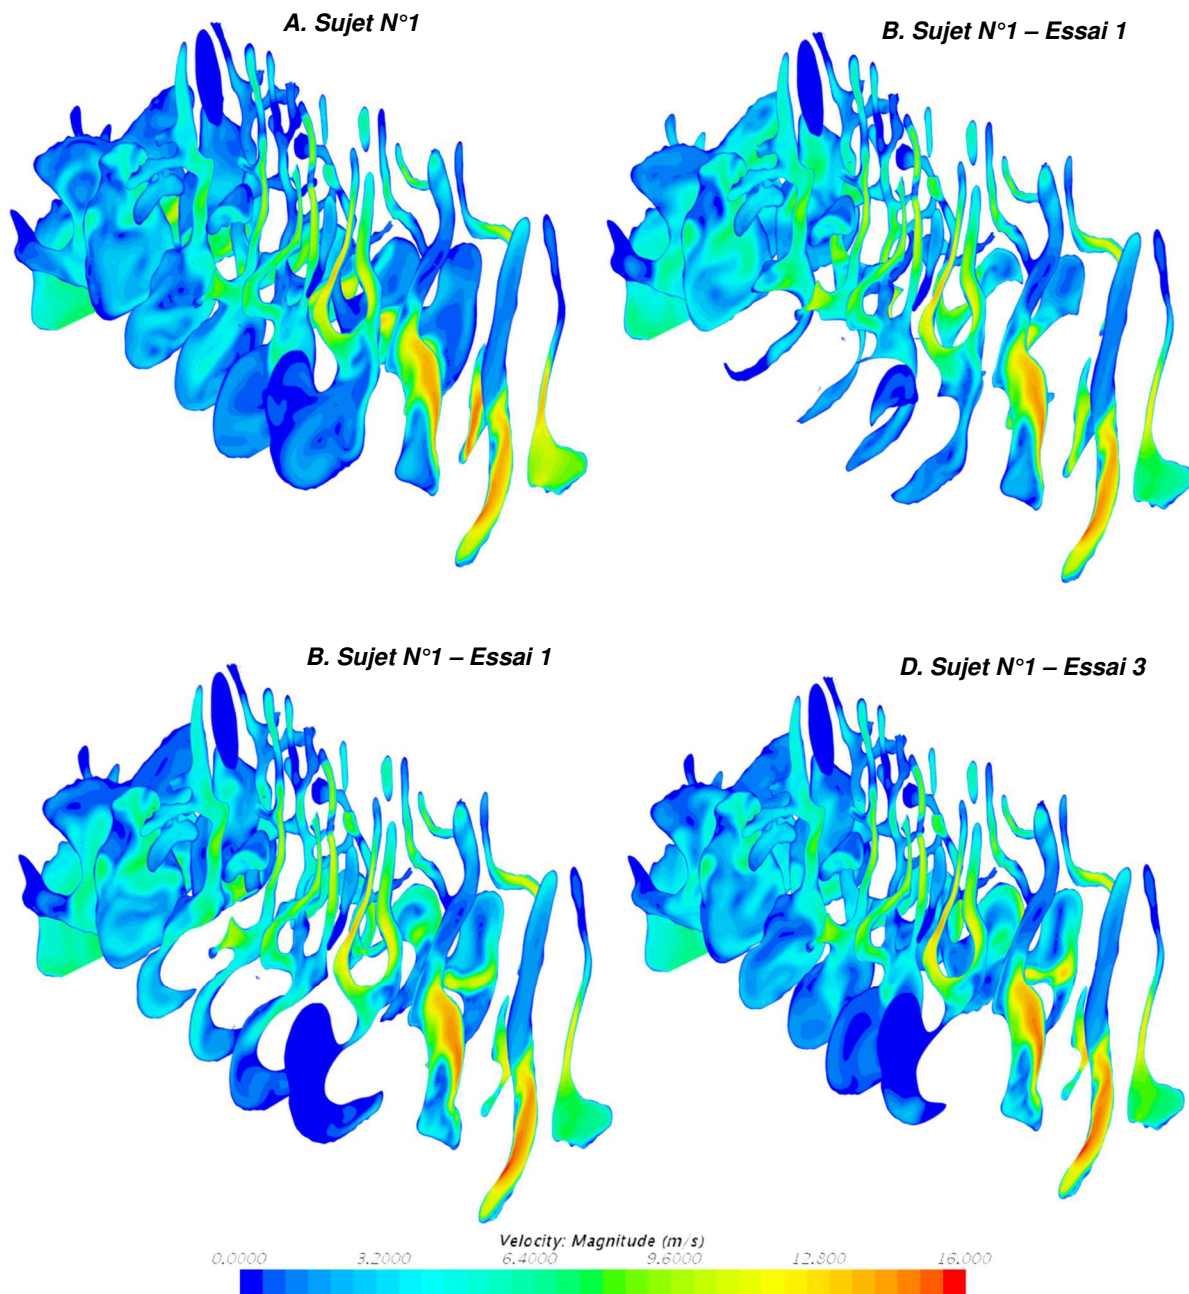 A. Sujet N°1
B. Sujet N°1 – Essai 1
B. Sujet N°1 – Essai 1
D. Sujet N°1 – Essai 3
Velocity: Magnitude (m/s)
0.0000 3.2000 6.4000 9.6000 12.800 16.000